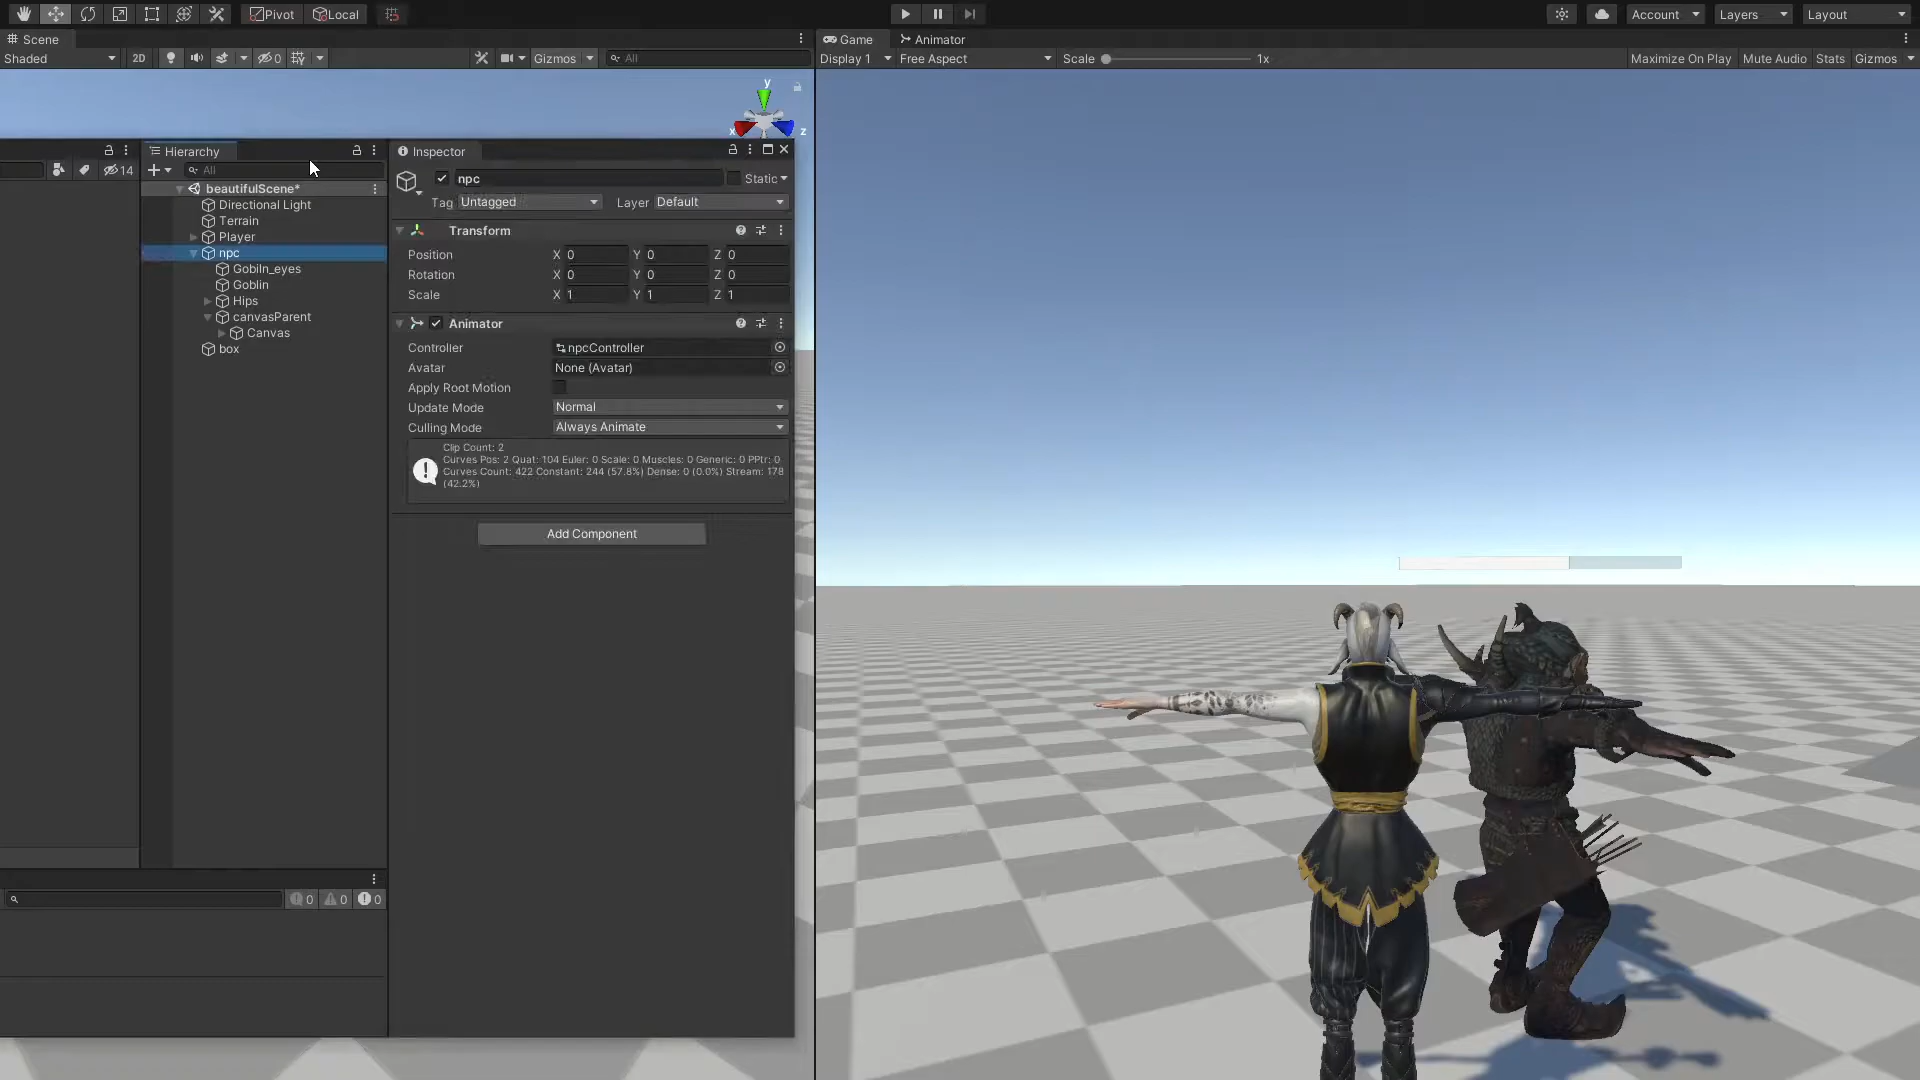 Pivot Local Account Layers Layout
Scene Game Animator
Shaded 2D 0 Gizmos All Display 1 Free Aspect Scale 1x Maximize On Play Mute Audio Stats Gizmos
y
x z
Hierarchy
14 All
beautifulScene*
Directional Light
Terrain
Player
npc
Gobiln_eyes
Goblin
Hips
canvasParent
Canvas
box
0 0 0
Inspector
npc Static
Tag Untagged Layer Default
Transform
Position X 0 Y 0 Z 0
Rotation X 0 Y 0 Z 0
Scale X 1 Y 1 Z 1
Animator
Controller npcController
Avatar None (Avatar)
Apply Root Motion
Update Mode Normal
Culling Mode Always Animate
Clip Count: 2
Curves Pos: 2 Quat: 104 Euler: 0 Scale: 0 Muscles: 0 Generic: 0 PPtr: 0
Curves Count: 422 Constant: 244 (57.8%) Dense: 0 (0.0%) Stream: 178
(42.2%)
Add Component